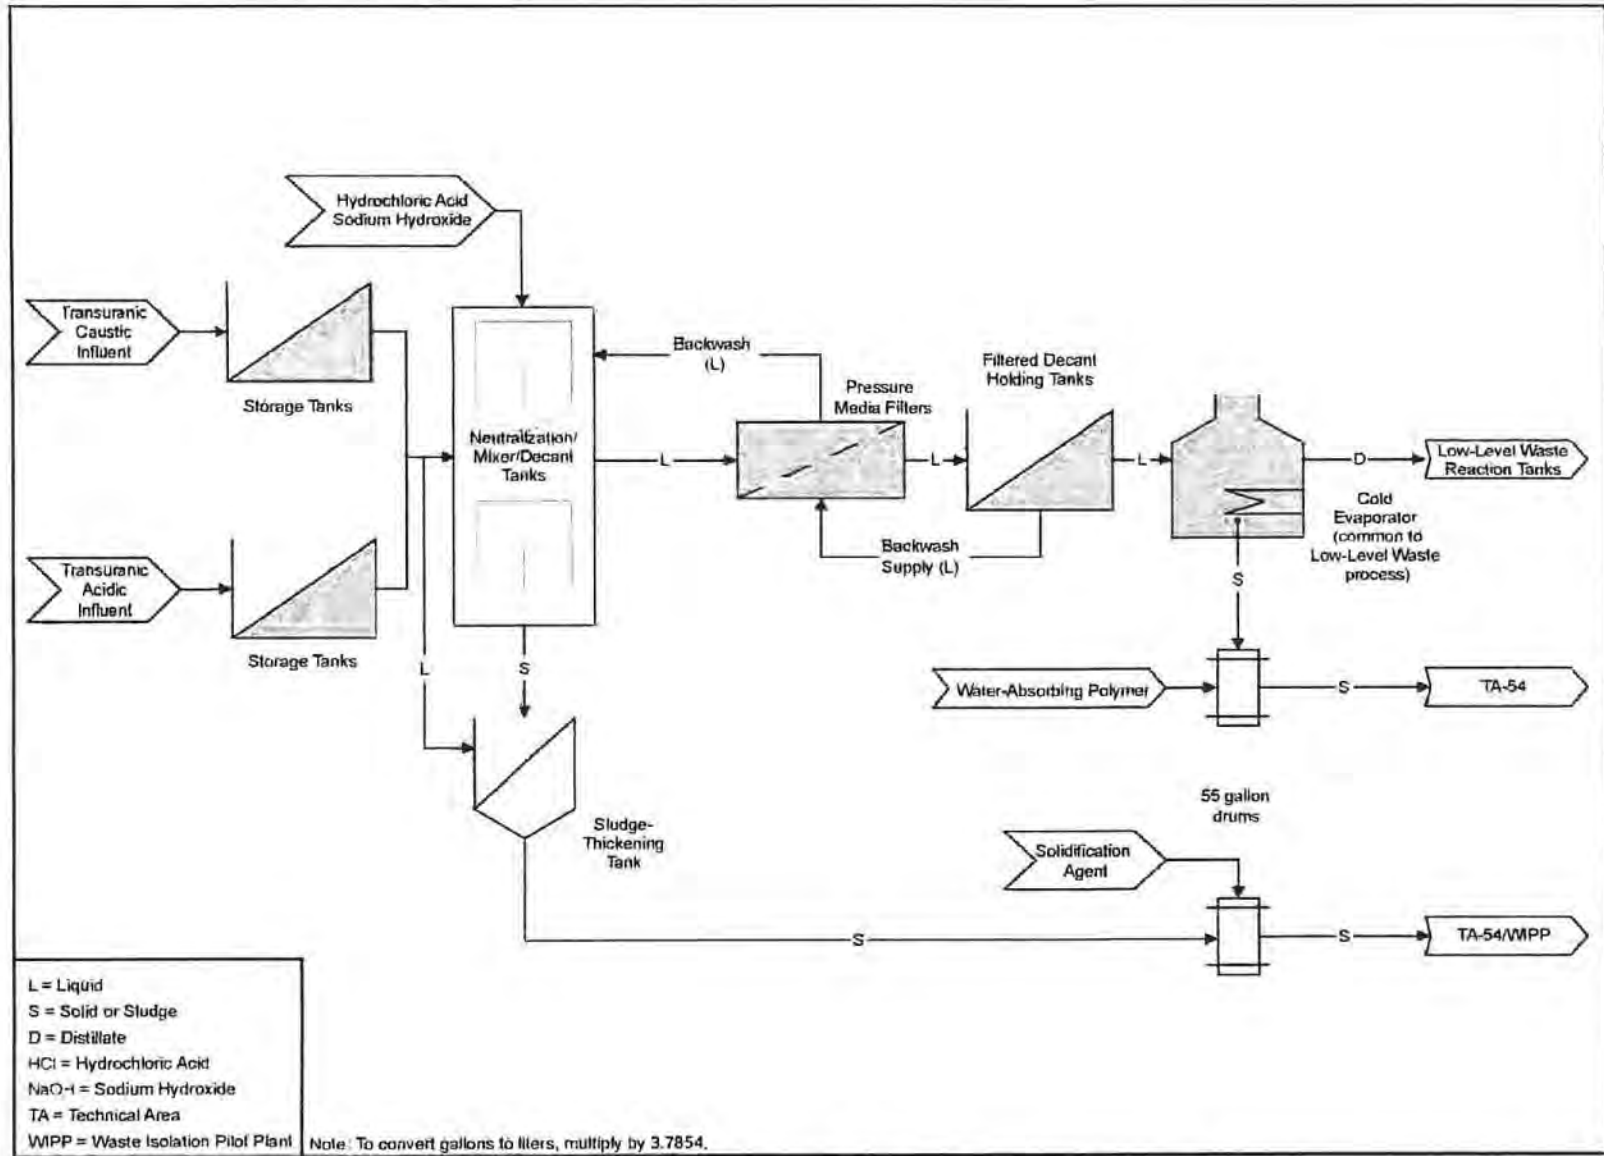 Hydrochloric Acid
Sodium Hydroxide
Transuranic
Caustic
Influent
Storage Tanks
Backwash
(L)
Filtered Decant
Holding Tanks
Pressure
Media Filters
Neutralization/
Mixer/Decant
Tanks
L
L
L
D
Low-Level Waste
Reaction Tanks
Cold
Evaporator
(common to
Low-Level Waste
process)
Backwash
Supply (L)
Transuranic
Acidic
Influent
Storage Tanks
S
L
S
Water-Absorbing Polymer
S
TA-54
55 gallon
drums
Sludge-
Thickening
Tank
Solidification
Agent
S
S
TA-54/WIPP
L = Liquid
S = Solid or Sludge
D = Distillate
HCl = Hydrochloric Acid
NaOH = Sodium Hydroxide
TA = Technical Area
WIPP = Waste Isolation Pilot Plant
Note: To convert gallons to liters, multiply by 3.7854.